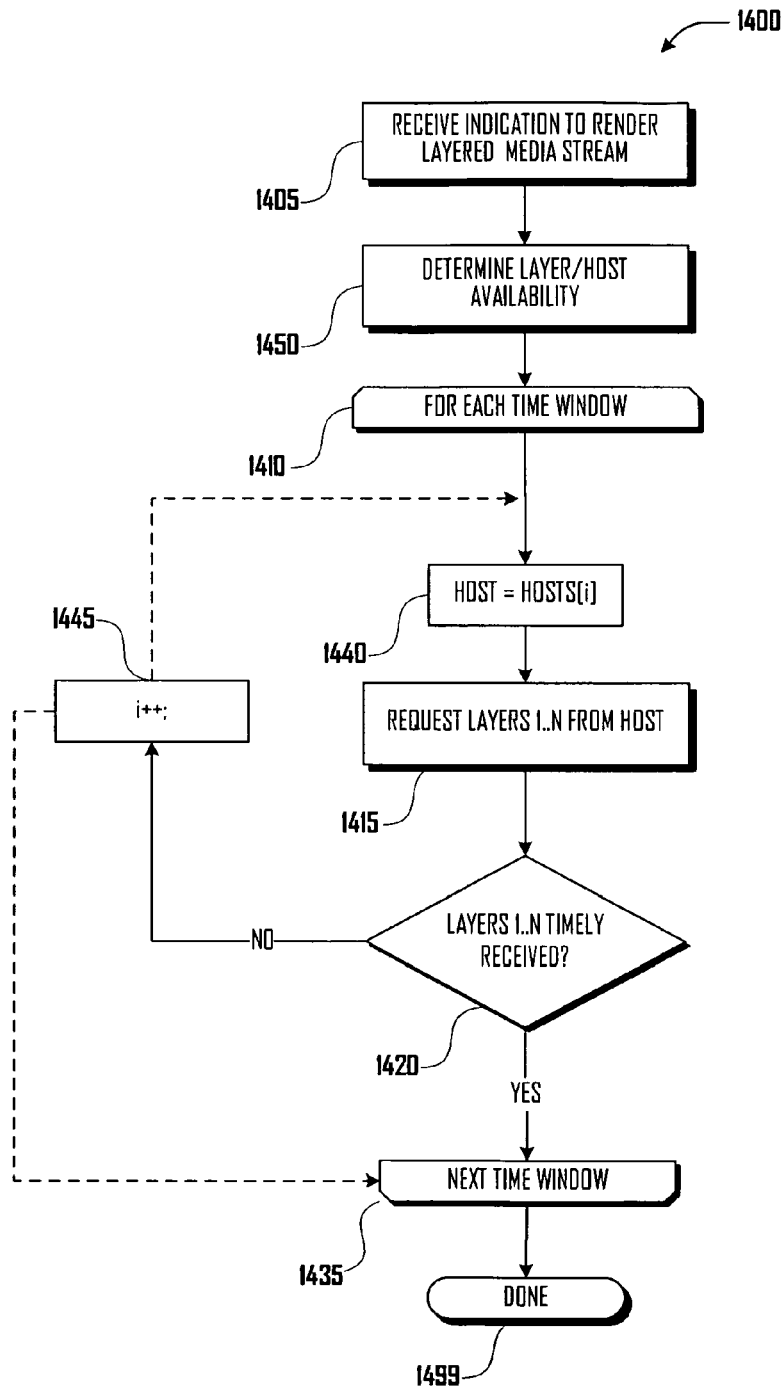 1400
RECEIVE INDICATION TO RENDER
LAYERED MEDIA STREAM
1405
DETERMINE LAYER/HOST
AVAILABILITY
1450
FOR EACH TIME WINDOW
1410
HOST = HOSTS[i]
1440
1445
i++;
REQUEST LAYERS 1..N FROM HOST
1415
LAYERS 1..N TIMELY
RECEIVED?
NO
1420
YES
NEXT TIME WINDOW
1435
DONE
1499